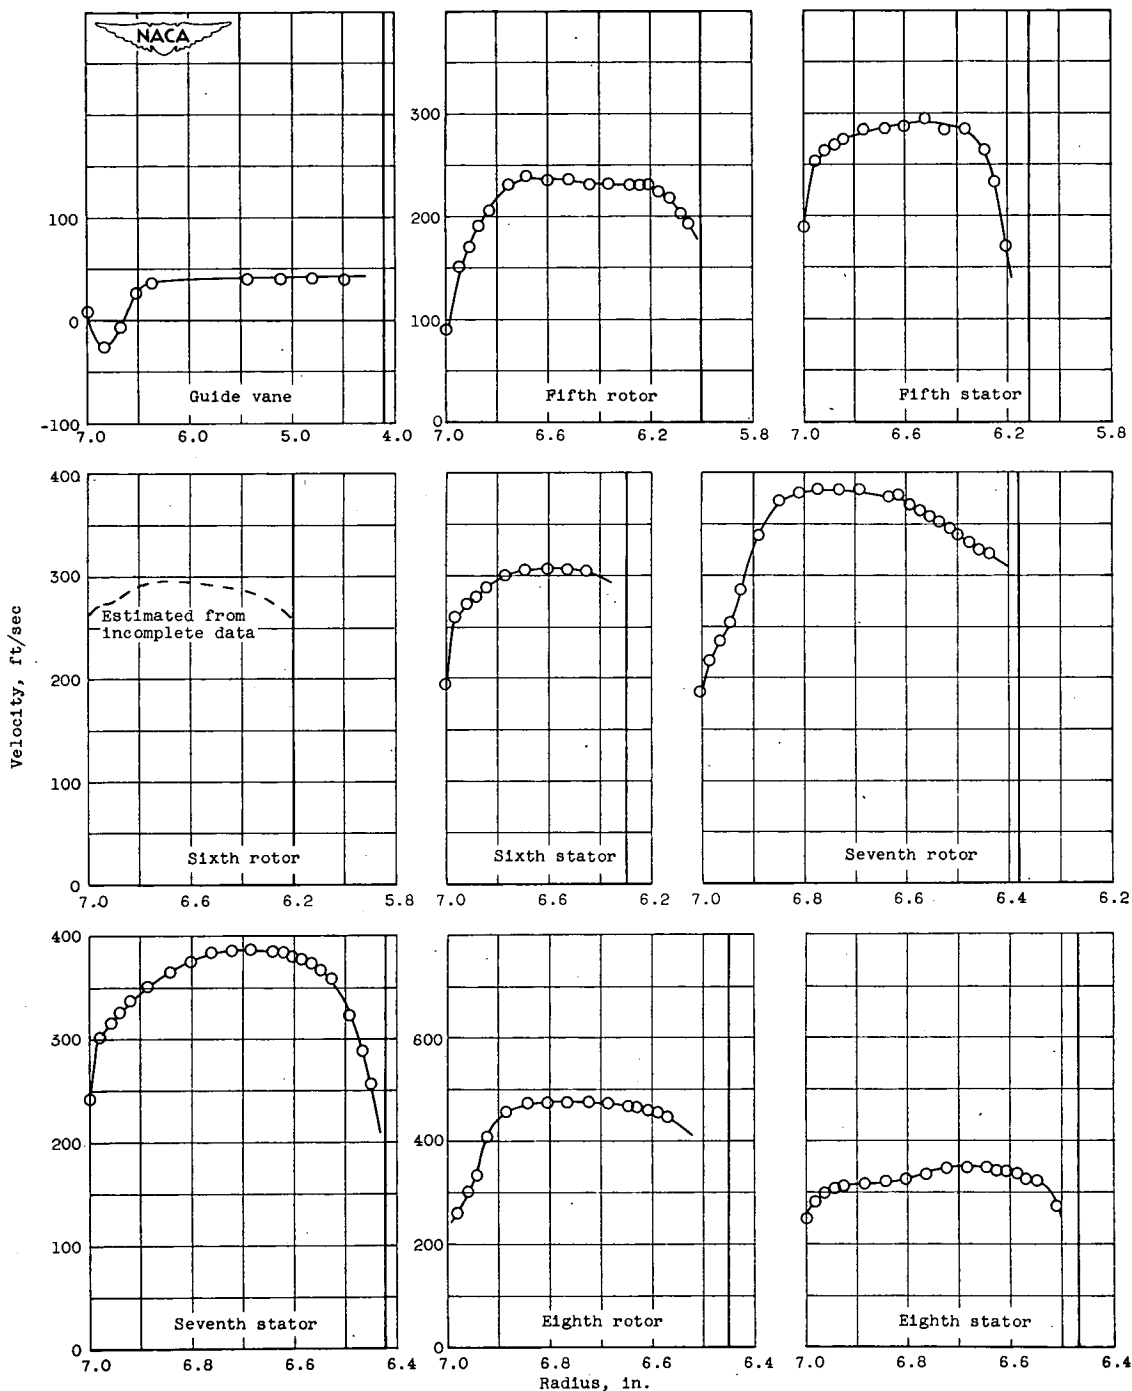 NACA
300
200
100
100
0
-100
0
Guide vane
Fifth rotor
Fifth stator
7.0 6.0 5.0 4.0
7.0 6.6 6.2 5.8
7.0 6.6 6.2 5.8
Velocity, ft/sec
400
300
200
100
0
Estimated from
incomplete data
Sixth rotor
Sixth stator
Seventh rotor
7.0 6.6 6.2 5.8
7.0 6.6 6.2
7.0 6.8 6.6 6.4 6.2
400
300
200
100
0
600
400
200
0
Seventh stator
Eighth rotor
Eighth stator
7.0 6.8 6.6 6.4
7.0 6.8 6.6 6.4
7.0 6.8 6.6 6.4
Radius, in.